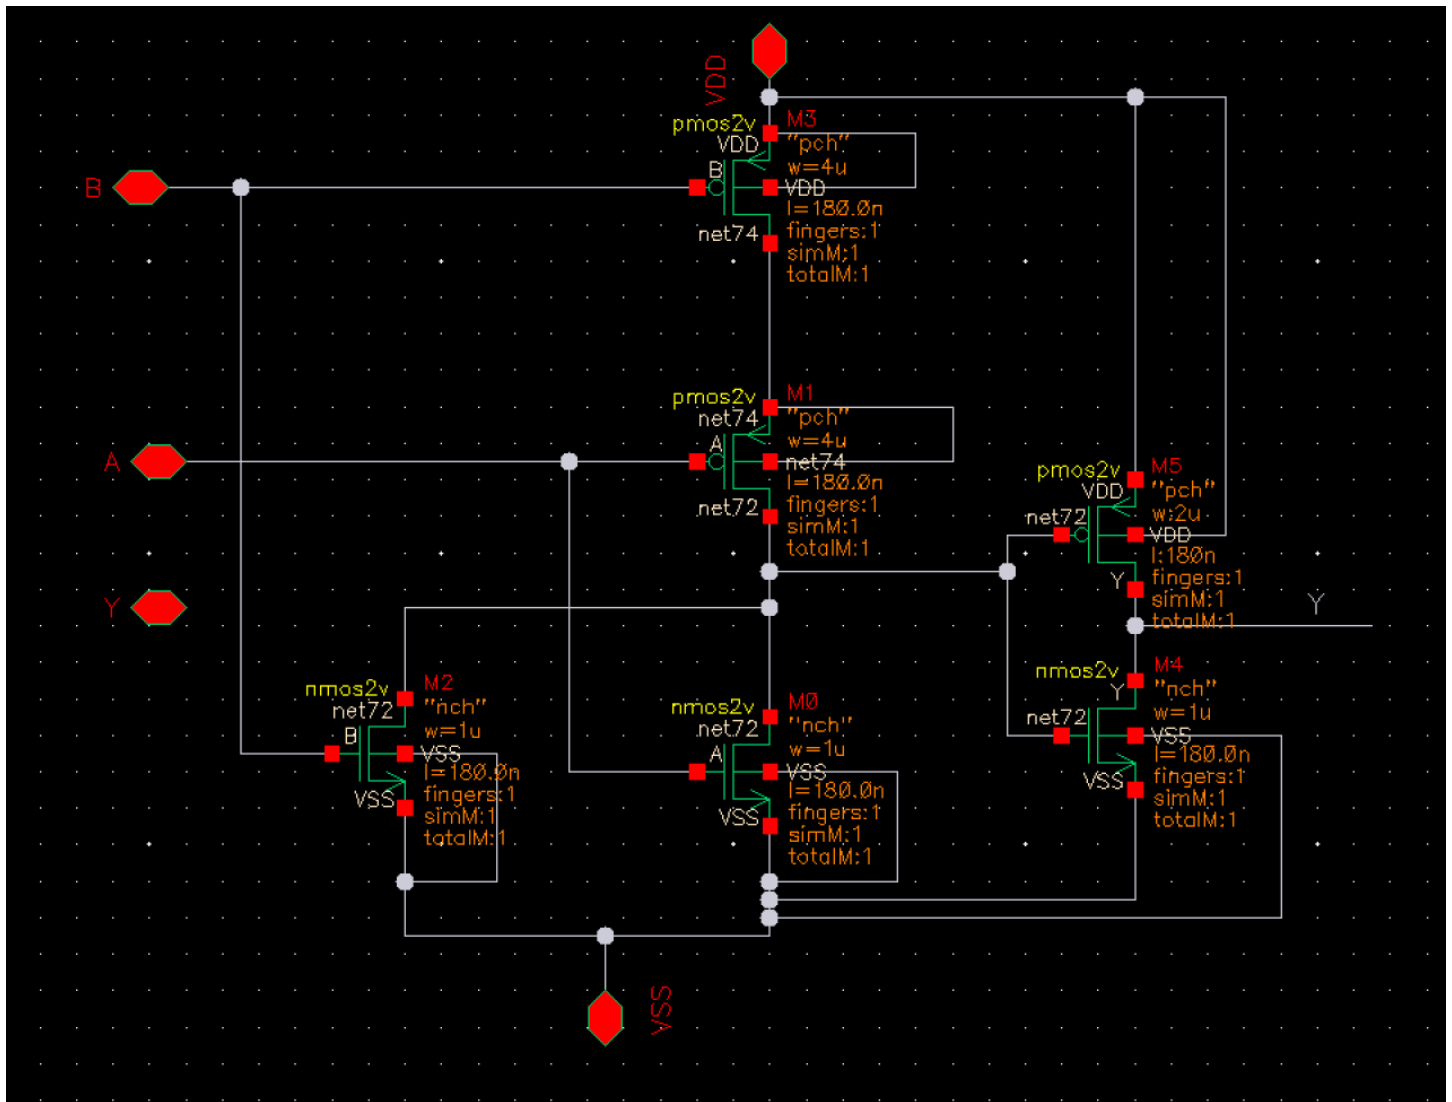 VDD
pmos2v
M3
VDD
"pch"
w=4u
B
VDD
l=180.0n
net74
fingers:1
simM:1
totalM:1
B
pmos2v
M1
net74
"pch"
w=4u
A
net74
l=180.0n
net72
fingers:1
simM:1
totalM:1
A
pmos2v
M5
VDD
"pch"
w:2u
net72
VDD
l:180n
Y
fingers:1
simM:1
totalM:1
Y
Y
nmos2v
M2
net72
"nch"
w=1u
B
VSS
l=180.0n
VSS
fingers:1
simM:1
totalM:1
nmos2v
M0
net72
"nch"
w=1u
A
VSS
l=180.0n
VSS
fingers:1
simM:1
totalM:1
nmos2v
M4
Y
"nch"
w=1u
net72
VSS
l=180.0n
VSS
fingers:1
simM:1
totalM:1
VSS